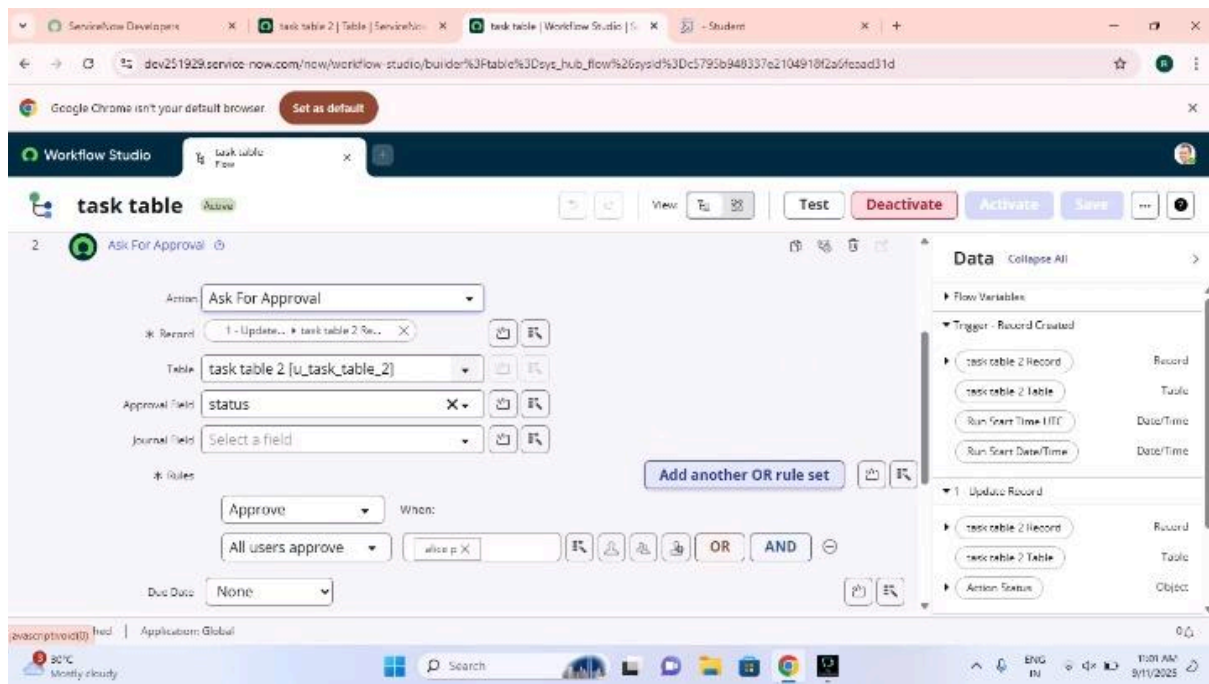 ServiceNow Developers
task table 2 | Table | ServiceNo
task table | Workflow Studio | S
- Student
dev251929.service-now.com/now/workflow-studio/builder%3Ftable%3Dsys_hub_flow%26sysId%3Dc5795b948337e2104918f2a6feaad31d
Google Chrome isn't your default browser
Set as default
Workflow Studio
task table
Flow
task table
Active
View:
Test
Deactivate
Activate
Save
2
Ask For Approval
Action
Ask For Approval
* Record
1 - Update.. ▸ task table 2 Re..
Table
task table 2 [u_task_table_2]
Approval Field
status
Journal Field
Select a field
* Rules
Add another OR rule set
Approve
When:
All users approve
alice p
OR
AND
Due Date
None
Data
Collapse All
Flow Variables
Trigger - Record Created
task table 2 Record
Record
task table 2 Table
Table
Run Start Time UTC
Date/Time
Run Start Date/Time
Date/Time
1 - Update Record
task table 2 Record
Record
task table 2 Table
Table
Action Status
Object
avascript:void(0)
hed
Application: Global
0
30°C
Mostly cloudy
Search
ENG
IN
11:01 AM
9/11/2025